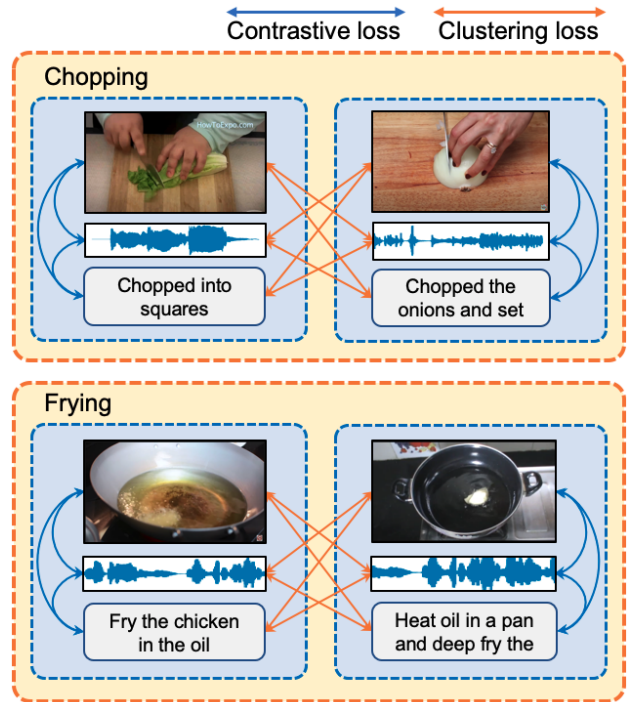 Contrastive loss
Clustering loss
Chopping
HowToExpo.com
Chopped into
squares
Chopped the
onions and set
Frying
Fry the chicken
in the oil
Heat oil in a pan
and deep fry the